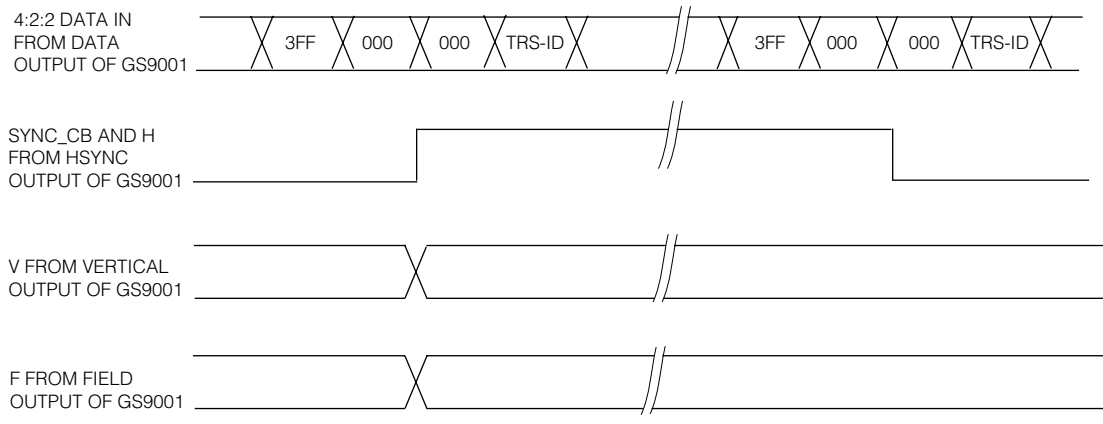 4:2:2 DATA IN
FROM DATA
OUTPUT OF GS9001
3FF 000 000 TRS-ID 3FF 000 000 TRS-ID
SYNC_CB AND H
FROM HSYNC
OUTPUT OF GS9001
V FROM VERTICAL
OUTPUT OF GS9001
F FROM FIELD
OUTPUT OF GS9001